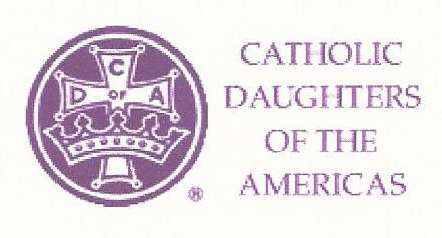 C
D OF A
®
CATHOLIC
DAUGHTERS
OF THE
AMERICAS